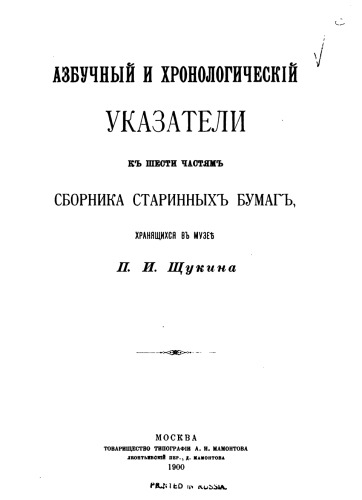 АЗБУЧНЫЙ И ХРОНОЛОГИЧЕСКІЙ
УКАЗАТЕЛИ
КЪ ШЕСТИ ЧАСТЯМЪ
СБОРНИКА СТАРИННЫХЪ БУМАГЪ,
ХРАНЯЩИХСЯ ВЪ МУЗЕѢ
П. И. Щукина
МОСКВА
ТОВАРИЩЕСТВО ТИПОГРАФІИ А. И. МАМОНТОВА
ЛЕОНТЬЕВСКІЙ ПЕР., Д. МАМОНТОВА
1900
PRINTED IN RUSSIA